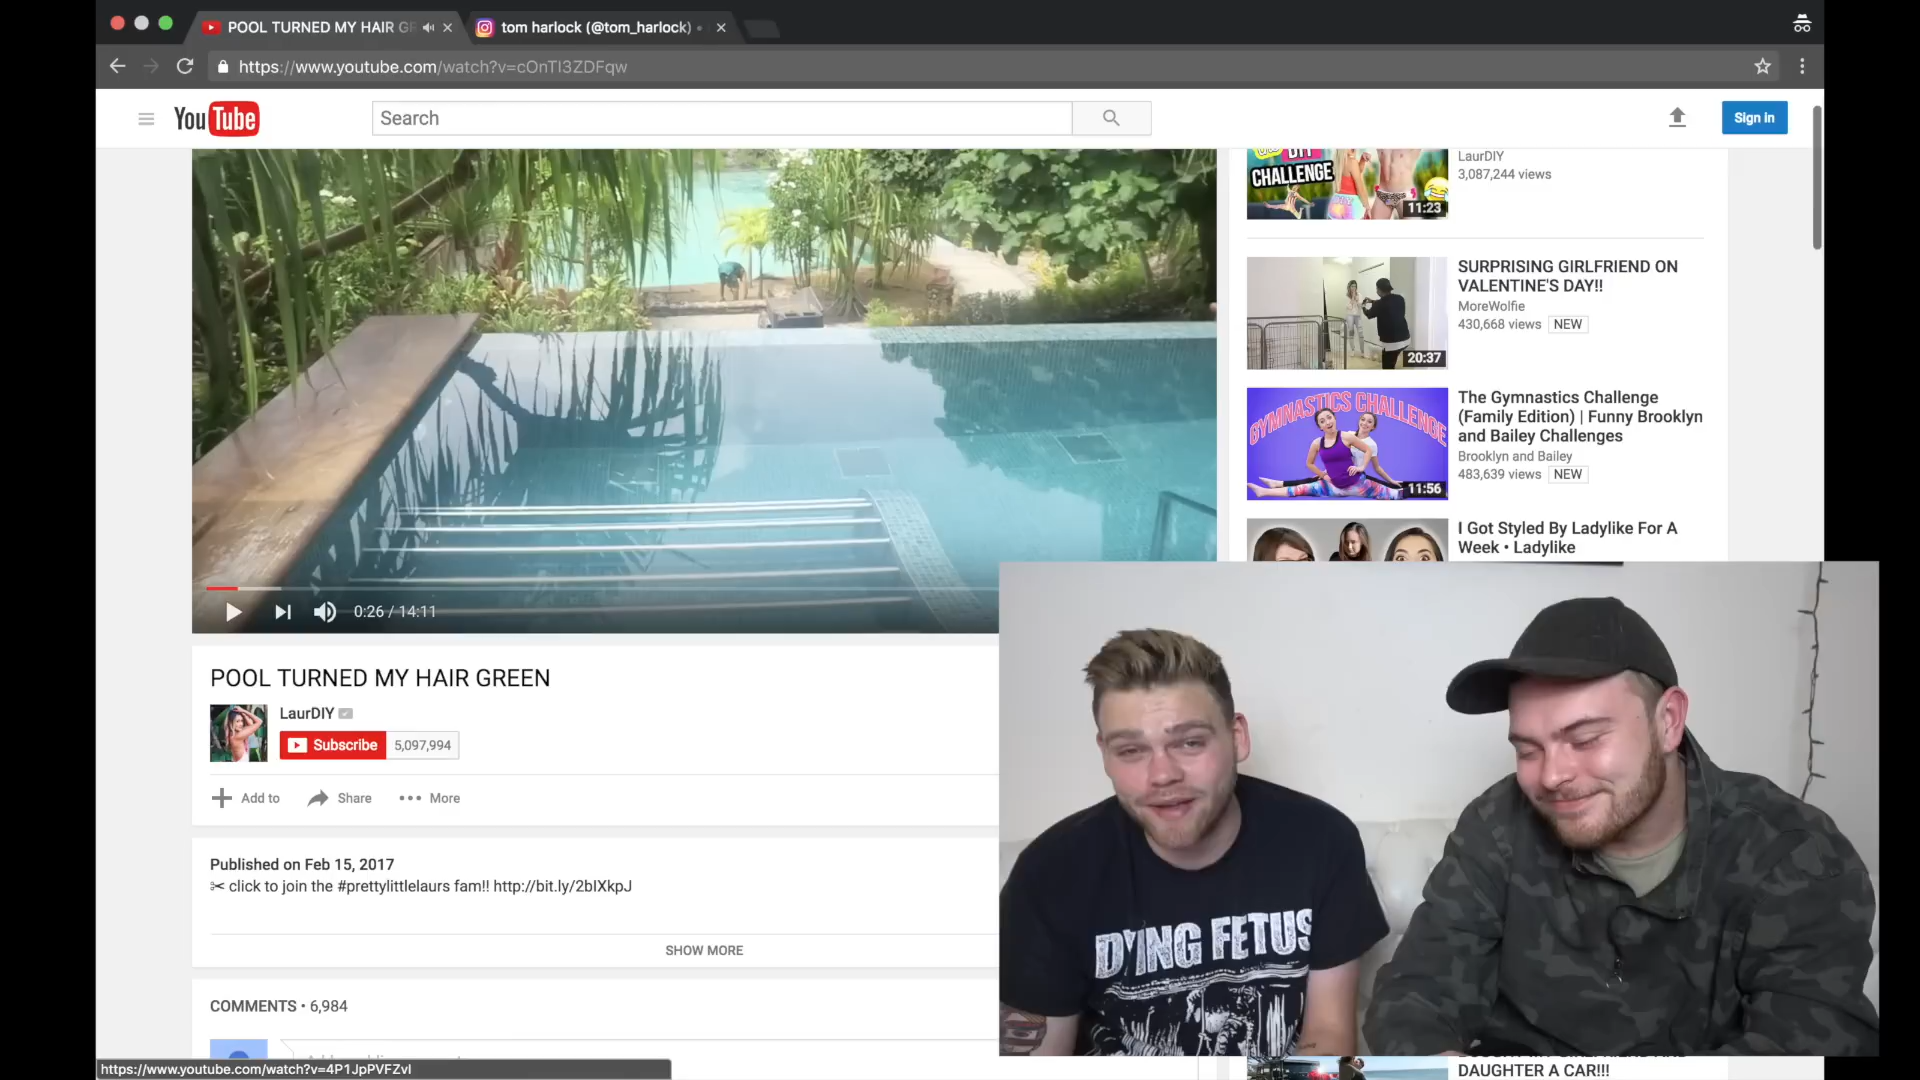 POOL TURNED MY HAIR GR
tom harlock (@tom_harlock)
https://www.youtube.com/watch?v=cOnTI3ZDFqw
YouTube
Search
Sign in
DIY
CHALLENGE
11:23
LaurDIY
3,087,244 views
20:37
SURPRISING GIRLFRIEND ON
VALENTINE'S DAY!!
MoreWolfie
430,668 views NEW
GYMNASTICS CHALLENGE
11:56
The Gymnastics Challenge
(Family Edition) | Funny Brooklyn
and Bailey Challenges
Brooklyn and Bailey
483,639 views NEW
I Got Styled By Ladylike For A
Week • Ladylike
0:26 / 14:11
POOL TURNED MY HAIR GREEN
LaurDIY
Subscribe 5,097,994
Add to Share More
Published on Feb 15, 2017
✂ click to join the #prettylittlelaurs fam!! http://bit.ly/2bIXkpJ
SHOW MORE
COMMENTS • 6,984
DYING FETUS
DAUGHTER A CAR!!!
https://www.youtube.com/watch?v=4P1JpPVFZvI